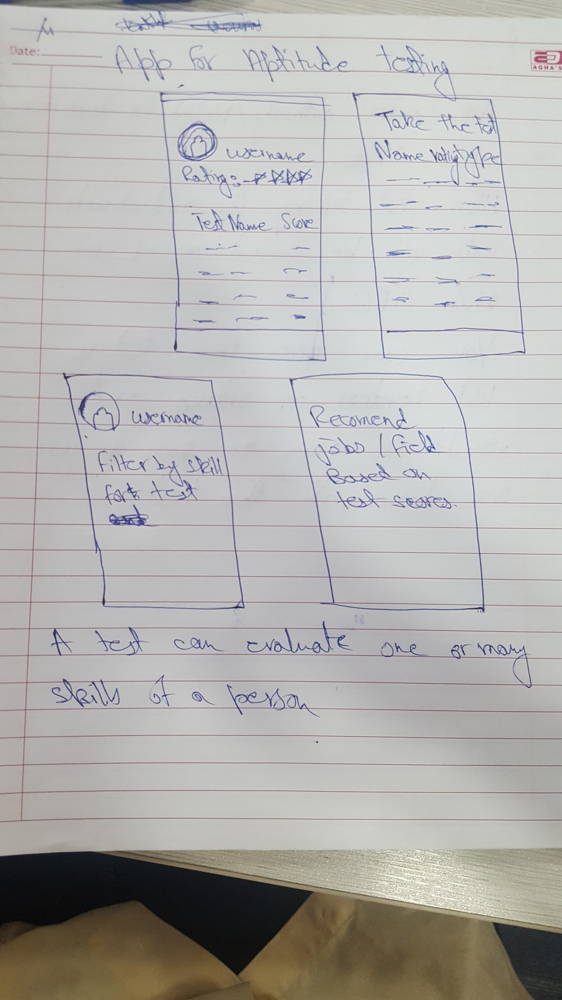 Date:
App for Aptitude testing
AGHA'S
username
Rating:-
Test Name Score
Take the test
Name rating type
username
Filter by skill
for test
Recomend
jobs / field
Based on
test scores.
A test can evaluate one or many
skills of a person